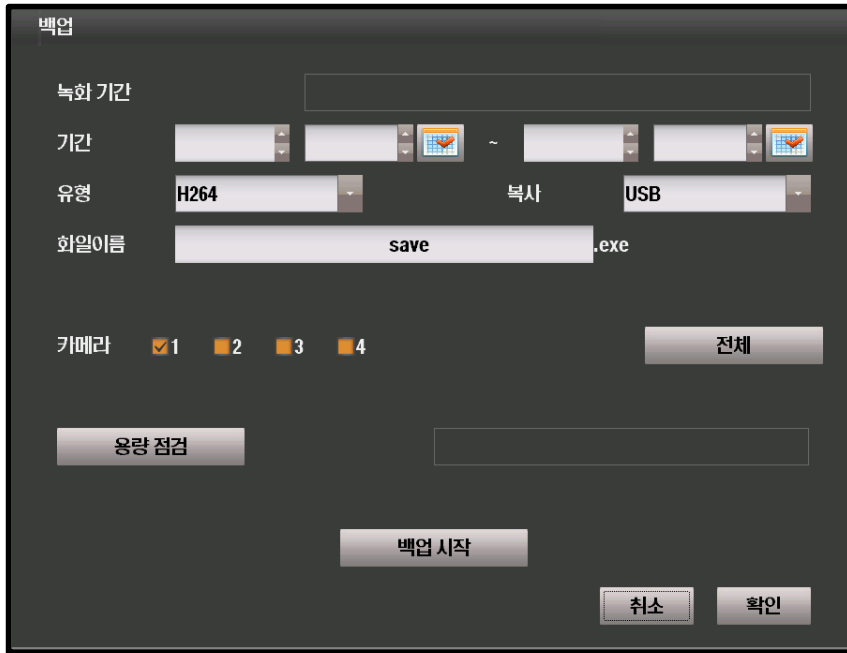 백업
녹화 기간
기간 ~
유형 H264 복사 USB
화일이름 save .exe
카메라 1 2 3 4 전체
용량 점검
백업 시작
취소 확인